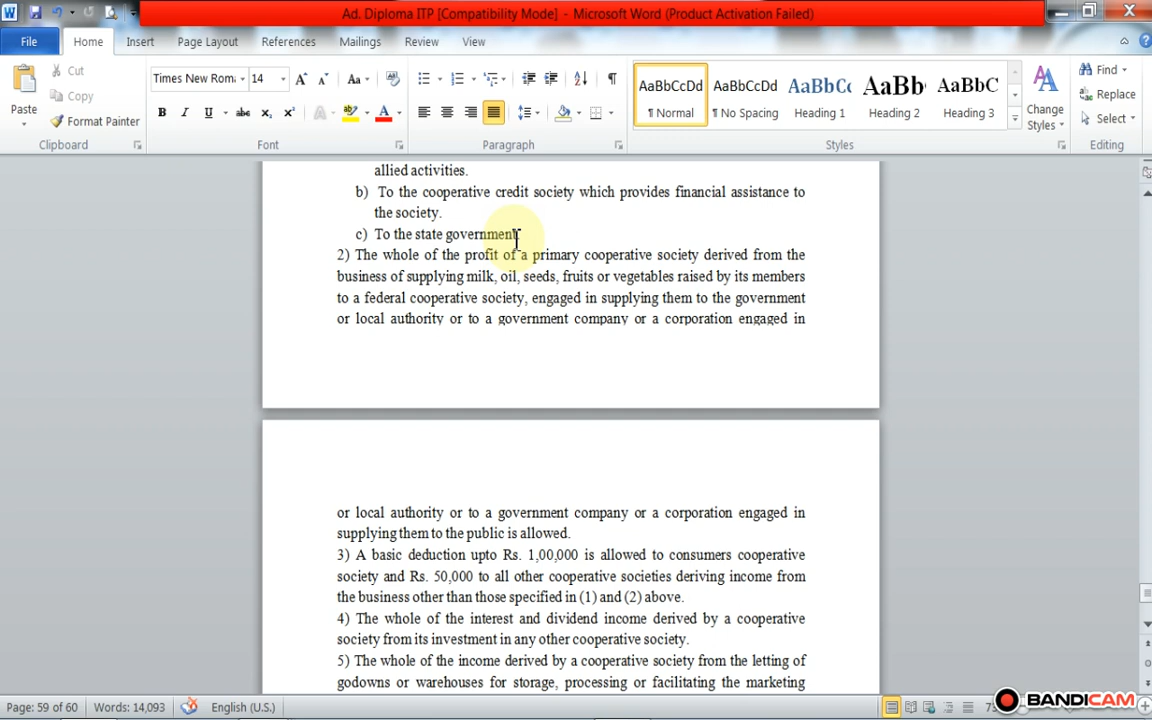 Ad. Diploma ITP [Compatibility Mode] - Microsoft Word (Product Activation Failed)
File Home Insert Page Layout References Mailings Review View
Paste
Cut
Copy
Format Painter
Clipboard
Times New Rom
14
Font
Paragraph
AaBbCcDd
¶ Normal
AaBbCcDd
¶ No Spacing
AaBbCc
Heading 1
AaBb
Heading 2
AaBbC
Heading 3
Change
Styles
Styles
Find
Replace
Select
Editing
allied activities.
b) To the cooperative credit society which provides financial assistance to
the society.
c) To the state government.
2) The whole of the profit of a primary cooperative society derived from the
business of supplying milk, oil, seeds, fruits or vegetables raised by its members
to a federal cooperative society, engaged in supplying them to the government
or local authority or to a government company or a corporation engaged in
or local authority or to a government company or a corporation engaged in
supplying them to the public is allowed.
3) A basic deduction upto Rs. 1,00,000 is allowed to consumers cooperative
society and Rs. 50,000 to all other cooperative societies deriving income from
the business other than those specified in (1) and (2) above.
4) The whole of the interest and dividend income derived by a cooperative
society from its investment in any other cooperative society.
5) The whole of the income derived by a cooperative society from the letting of
godowns or warehouses for storage, processing or facilitating the marketing
Page: 59 of 60 Words: 14,093 English (U.S.)
BANDICAM